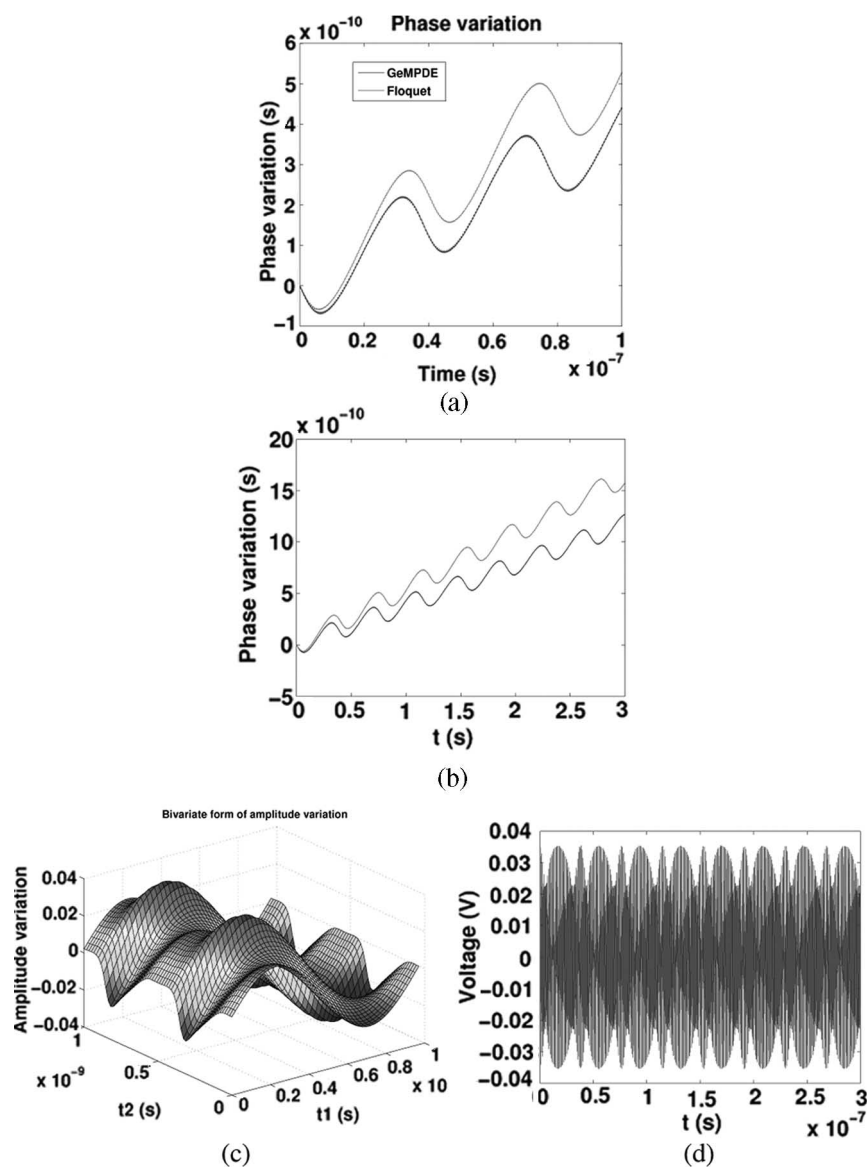 x 10⁻¹⁰
Phase variation
6
5
4
3
2
1
0
−1
Phase variation (s)
GeMPDE
Floquet
0 0.2 0.4 0.6 0.8 1
Time (s)
x 10⁻⁷
(a)
x 10⁻¹⁰
20
15
10
5
0
−5
Phase variation (s)
0 0.5 1 1.5 2 2.5 3
t (s)
(b)
Bivariate form of amplitude variation
Amplitude variation
0.04
0.02
0
−0.02
−0.04
1
x 10⁻⁹
0.5
0
t2 (s)
0 0.2 0.4 0.6 0.8 1
x 10
t1 (s)
(c)
Voltage (V)
0.04
0.03
0.02
0.01
0
−0.01
−0.02
−0.03
−0.04
0 0.5 1 1.5 2 2.5 3
t (s)
x 10⁻⁷
(d)